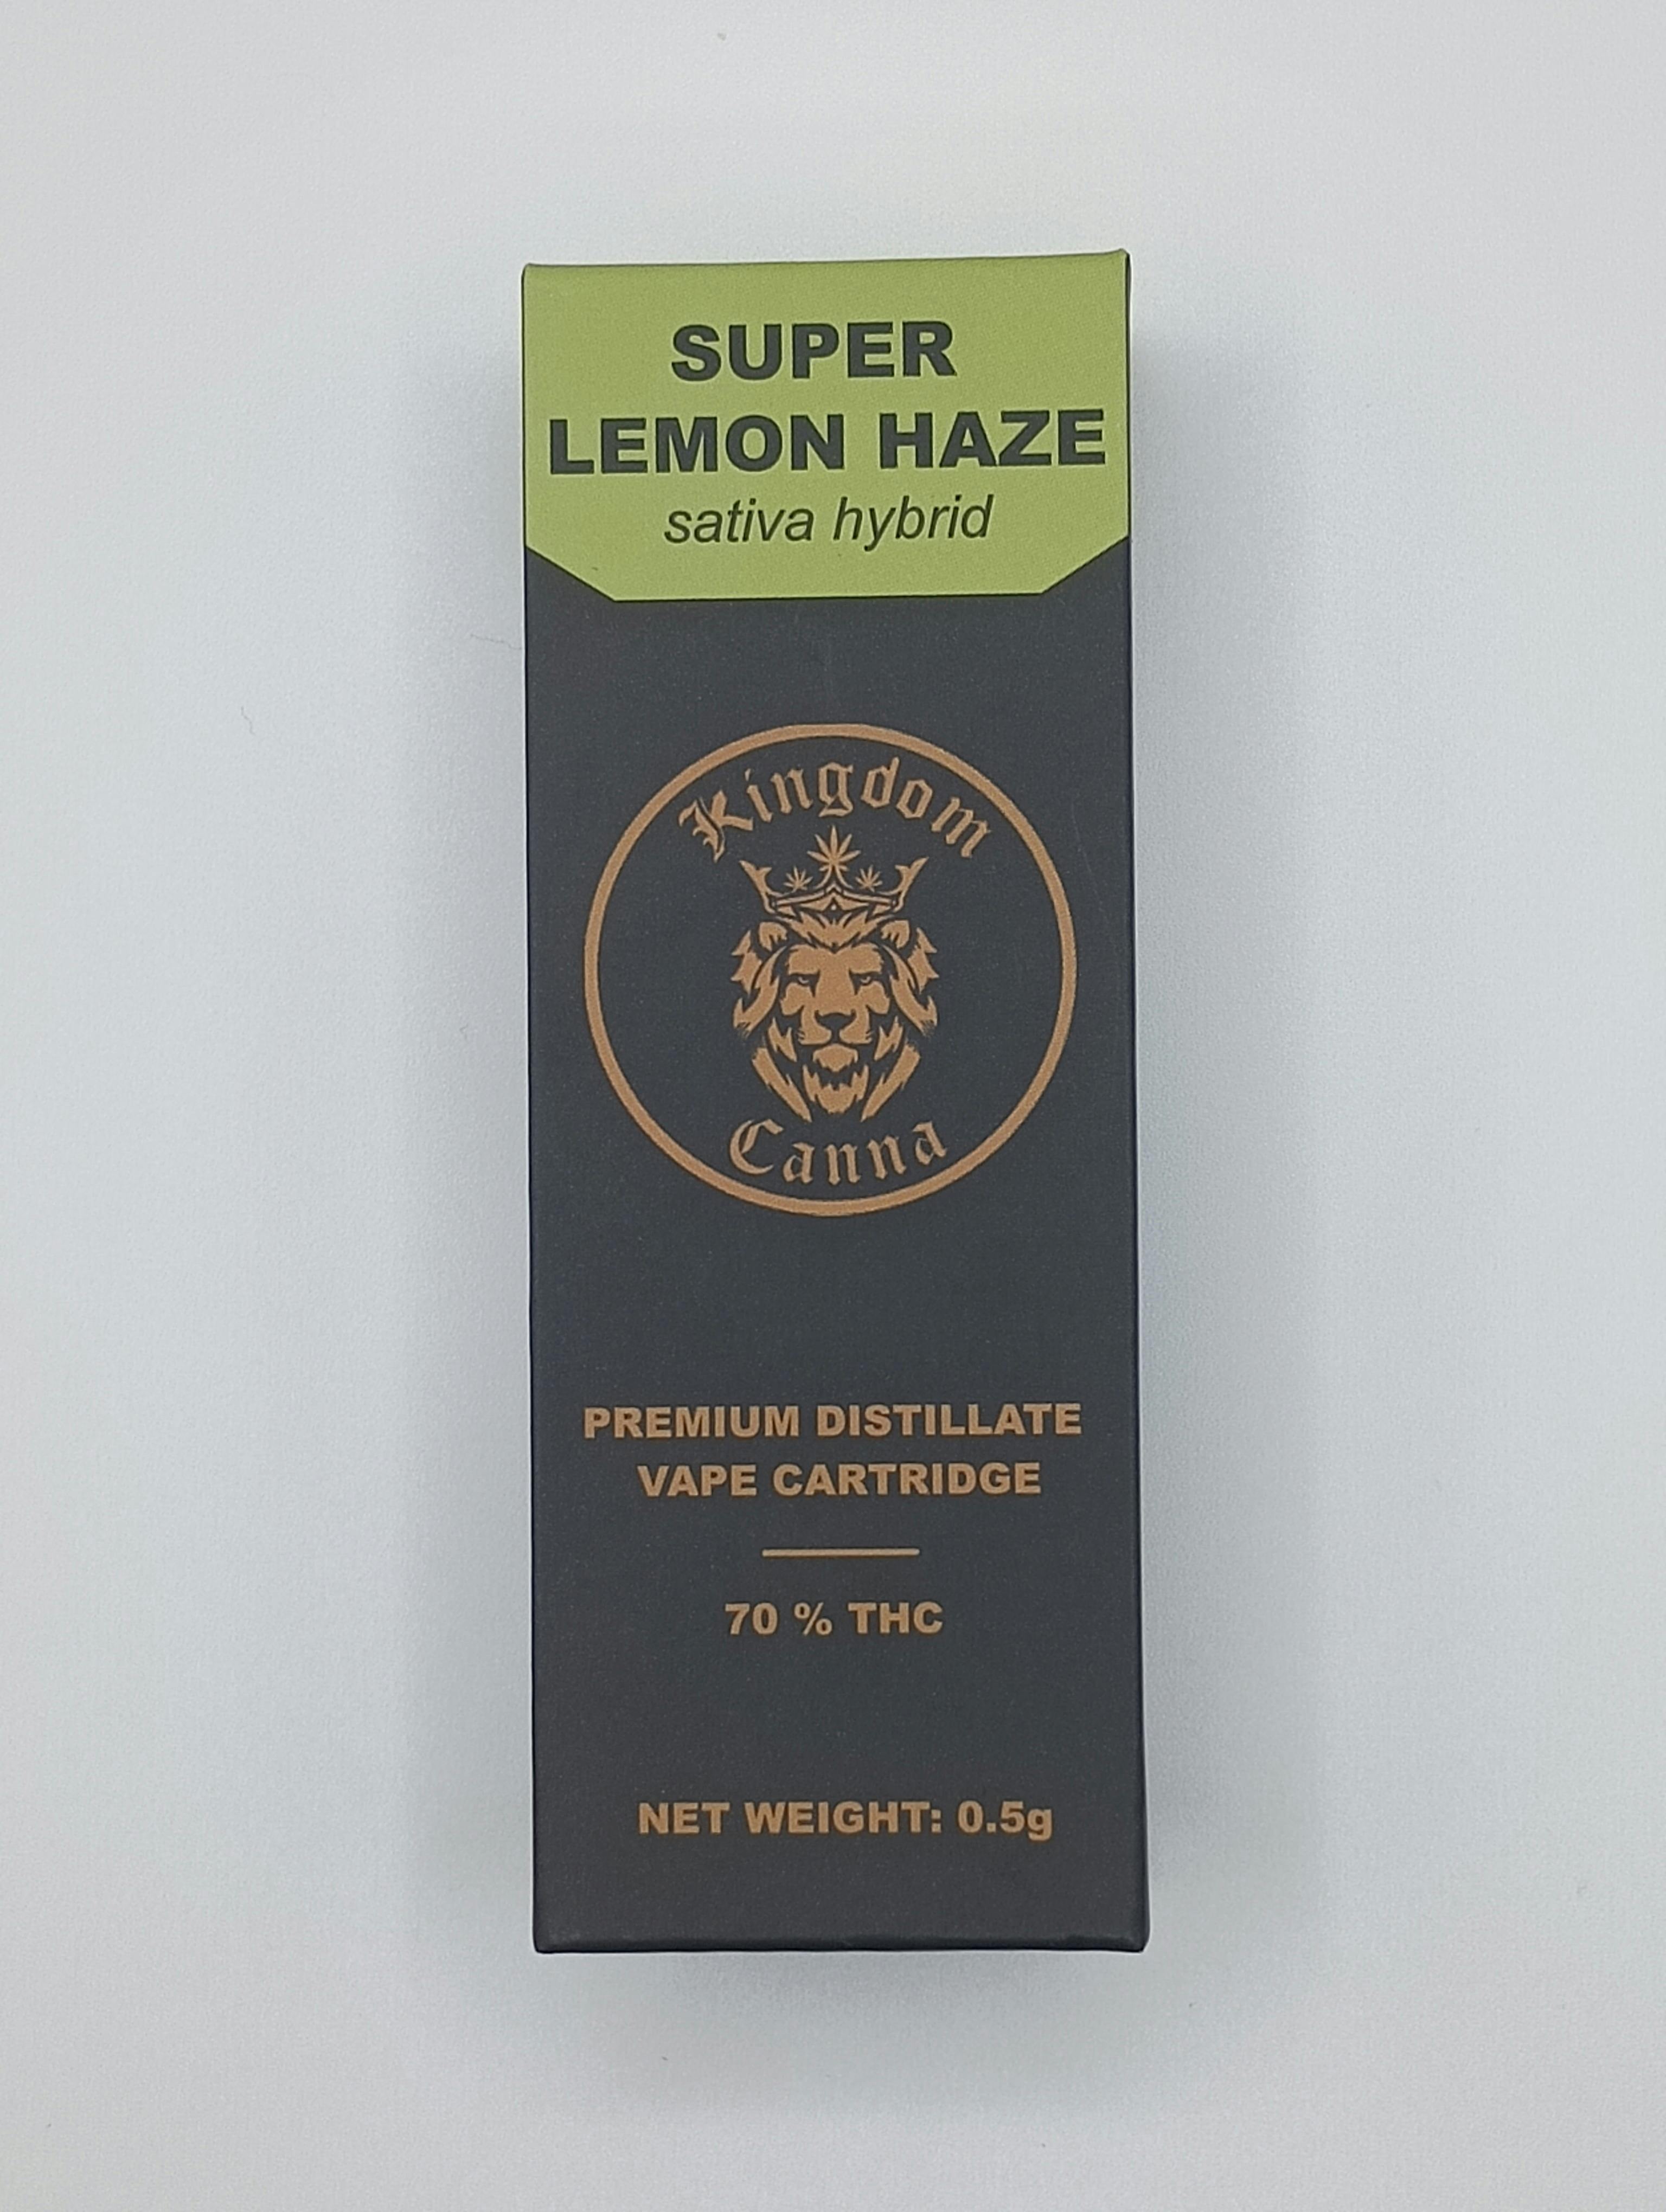 SUPER
LEMON HAZE
sativa hybrid
Kingdom
Canna
PREMIUM DISTILLATE
VAPE CARTRIDGE
70 % THC
NET WEIGHT: 0.5g